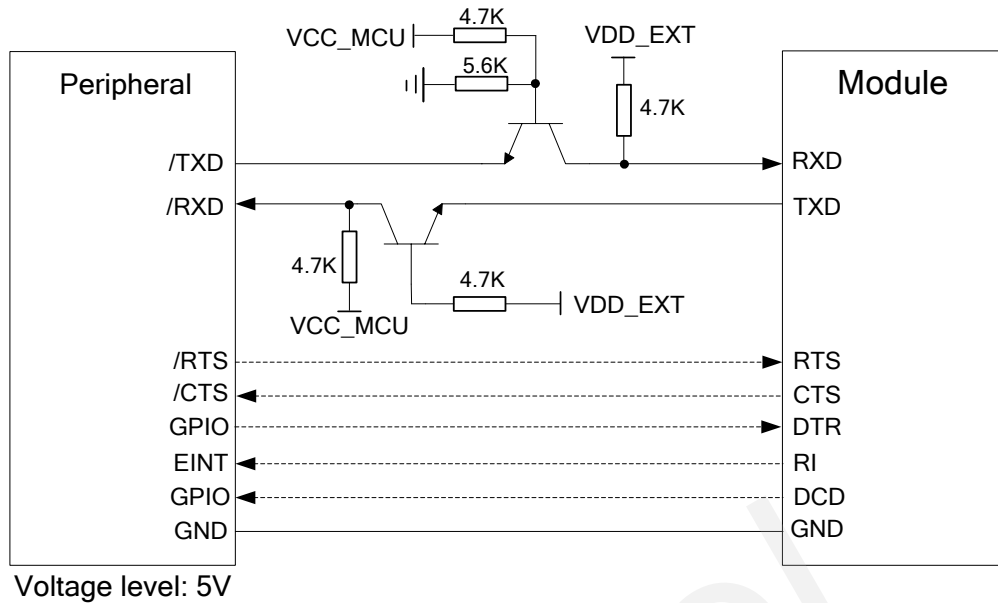 4.7K
VCC_MCU
VDD_EXT
5.6K
Peripheral
Module
4.7K
/TXD
RXD
/RXD
TXD
4.7K
4.7K
VDD_EXT
VCC_MCU
/RTS
RTS
/CTS
CTS
GPIO
DTR
EINT
RI
GPIO
DCD
GND
GND
Voltage level: 5V